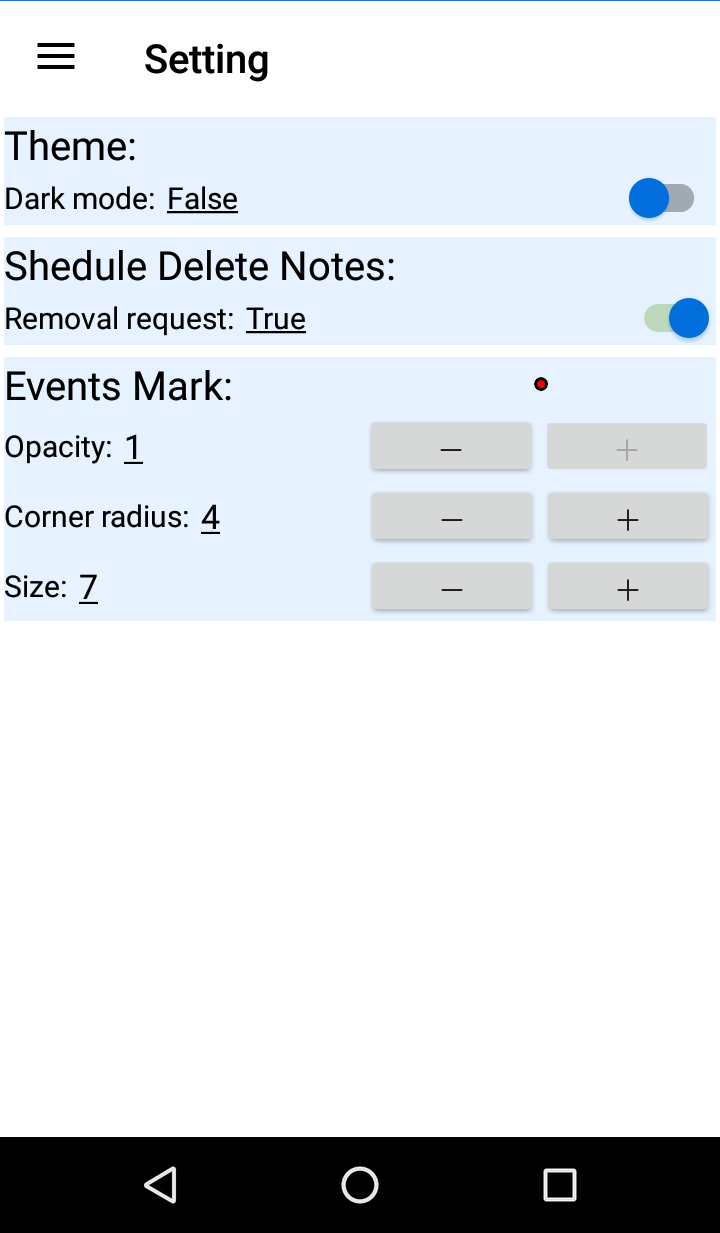 Setting
Theme:
Dark mode: False
Shedule Delete Notes:
Removal request: True
Events Mark:
Opacity: 1 — +
Corner radius: 4 — +
Size: 7 — +